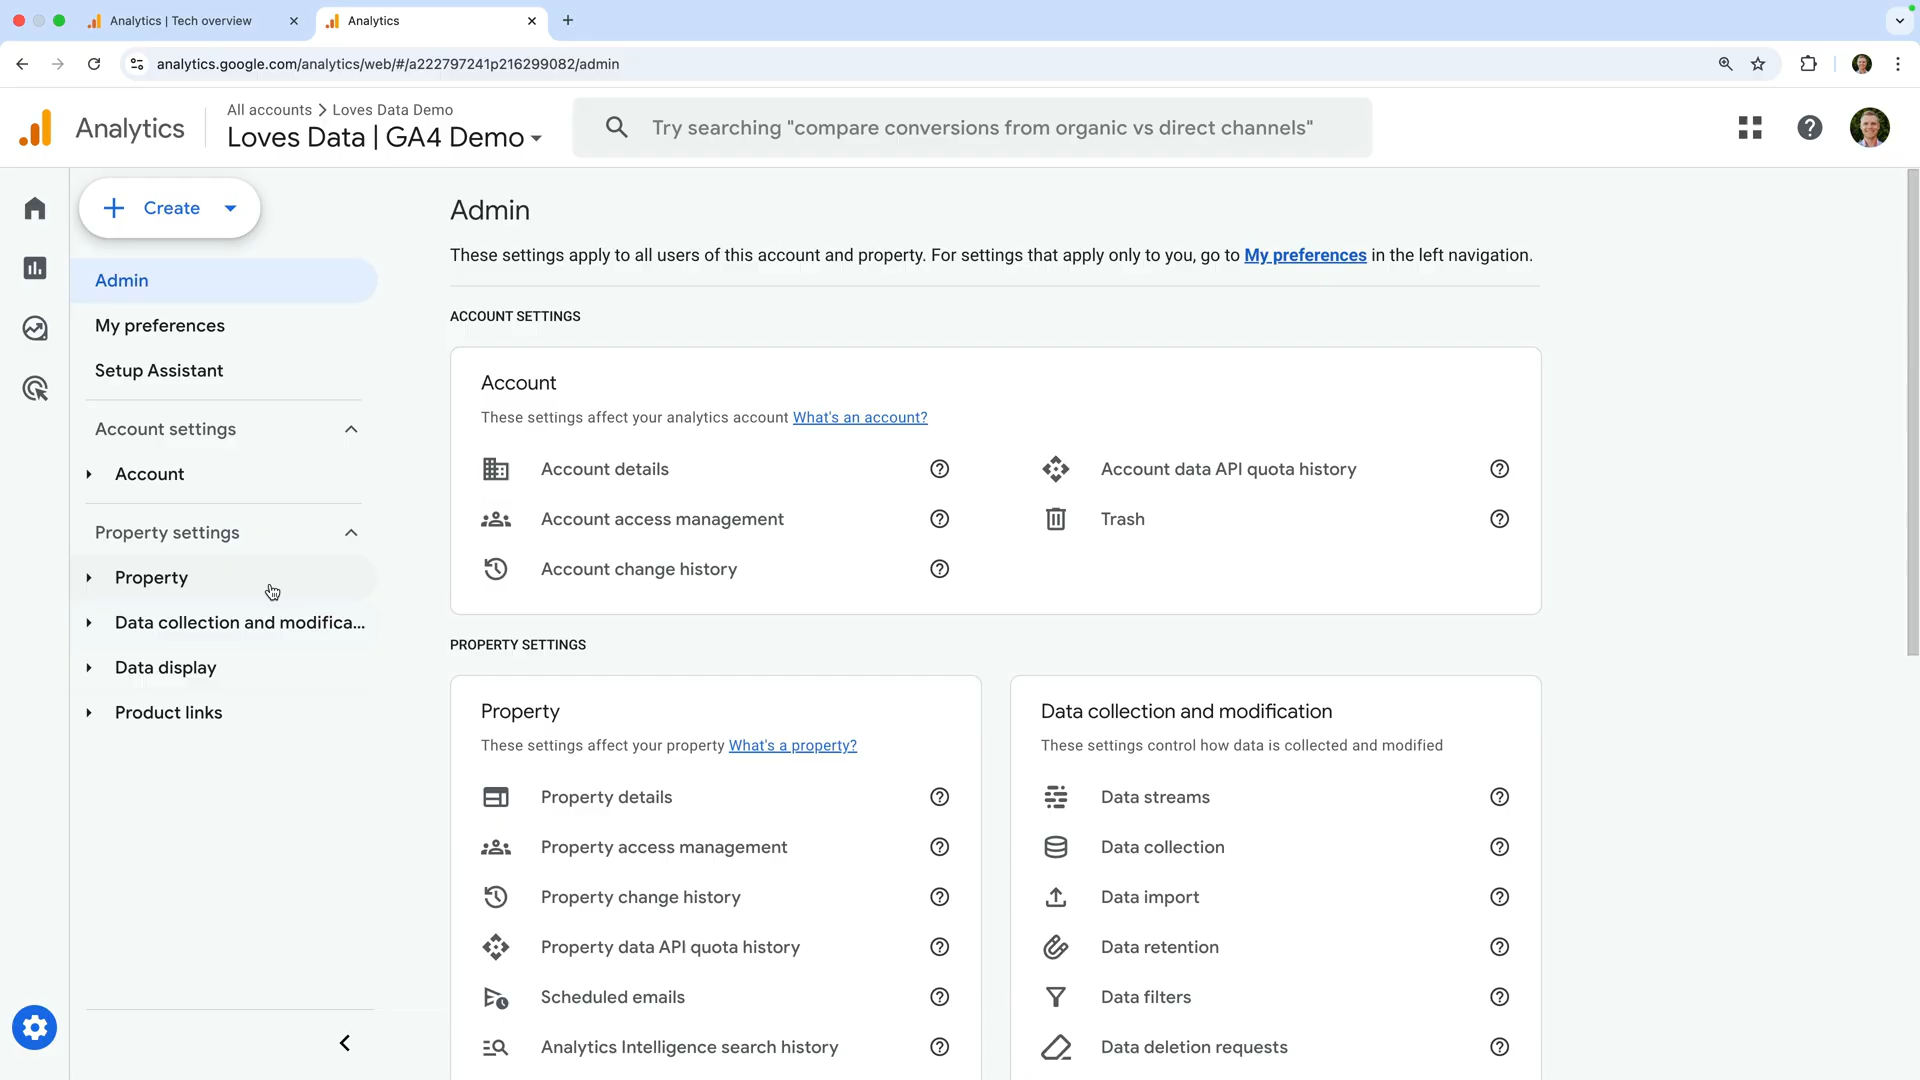 Analytics | Tech overview
Analytics
analytics.google.com/analytics/web/#/a222797241p216299082/admin
Analytics
All accounts > Loves Data Demo
Loves Data | GA4 Demo
Try searching "compare conversions from organic vs direct channels"
Create
Admin
My preferences
Setup Assistant
Account settings
Account
Property settings
Property
Data collection and modifica...
Data display
Product links
Admin
These settings apply to all users of this account and property. For settings that apply only to you, go to My preferences in the left navigation.
ACCOUNT SETTINGS
Account
These settings affect your analytics account What's an account?
Account details
Account access management
Account change history
Account data API quota history
Trash
PROPERTY SETTINGS
Property
These settings affect your property What's a property?
Property details
Property access management
Property change history
Property data API quota history
Scheduled emails
Analytics Intelligence search history
Data collection and modification
These settings control how data is collected and modified
Data streams
Data collection
Data import
Data retention
Data filters
Data deletion requests